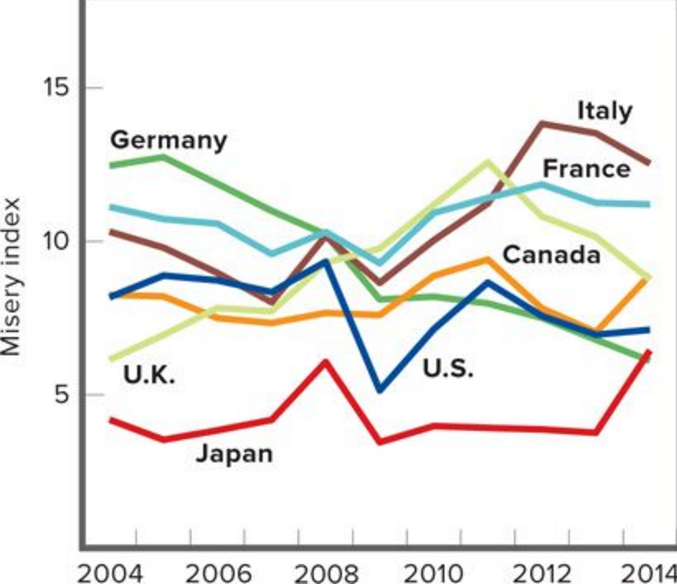 Misery index
15
10
5
Germany
Italy
France
Canada
U.K.
U.S.
Japan
2004 2006 2008 2010 2012 2014